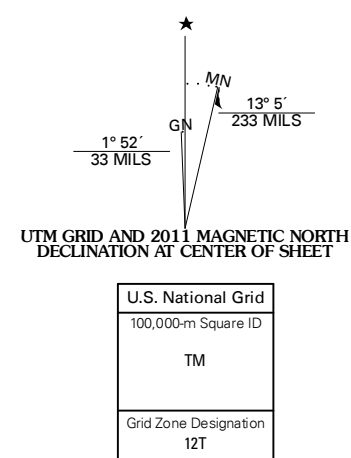 ★
MN
GN
13° 5´
233 MILS
1° 52´
33 MILS
UTM GRID AND 2011 MAGNETIC NORTH
DECLINATION AT CENTER OF SHEET
U.S. National Grid
100,000-m Square ID
TM
Grid Zone Designation
12T